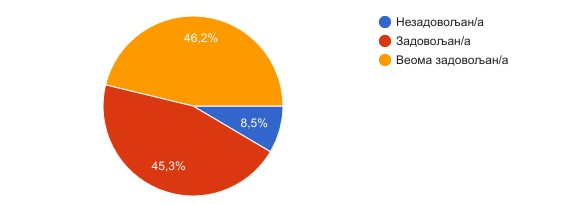 46,2%
8,5%
45,3%
Незадовољан/а
Задовољан/а
Веома задовољан/а